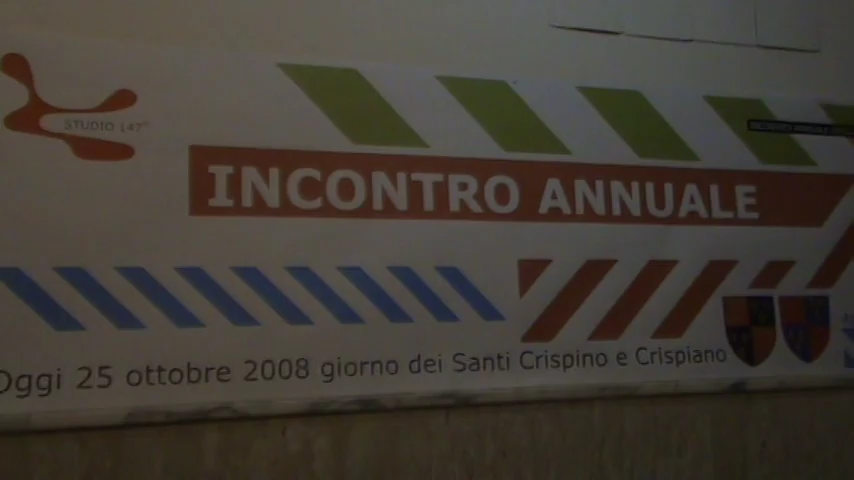 STUDIO 147
INCONTRO ANNUALE
Oggi 25 ottobre 2008 giorno dei Santi Crispino e Crispiano